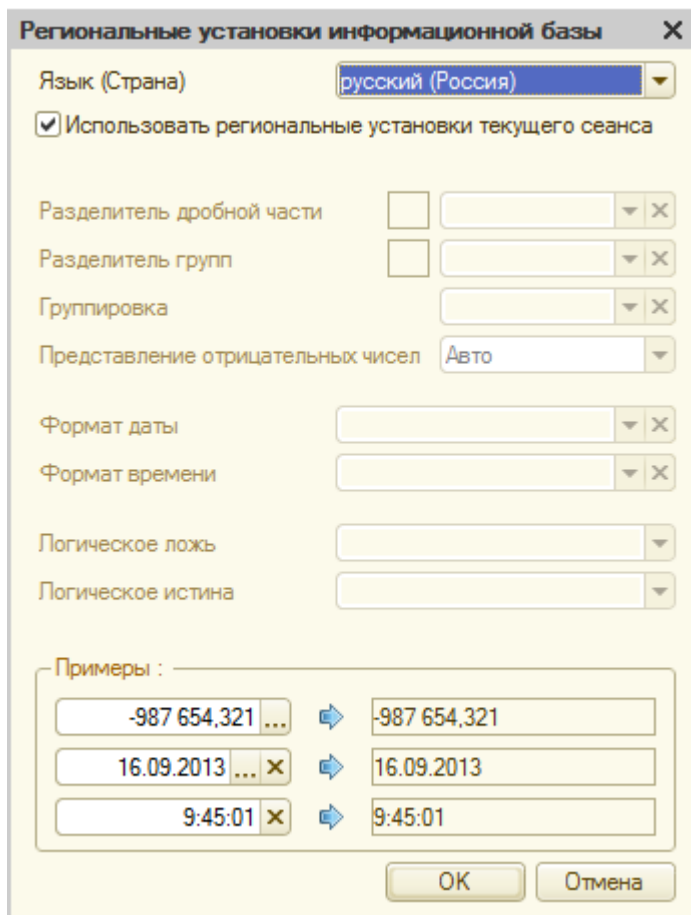 Региональные установки информационной базы
Язык (Страна) русский (Россия)
Использовать региональные установки текущего сеанса
Разделитель дробной части
Разделитель групп
Группировка
Представление отрицательных чисел Авто
Формат даты
Формат времени
Логическое ложь
Логическое истина
Примеры :
-987 654,321 ... -987 654,321
16.09.2013 ... 16.09.2013
9:45:01 9:45:01
OK Отмена